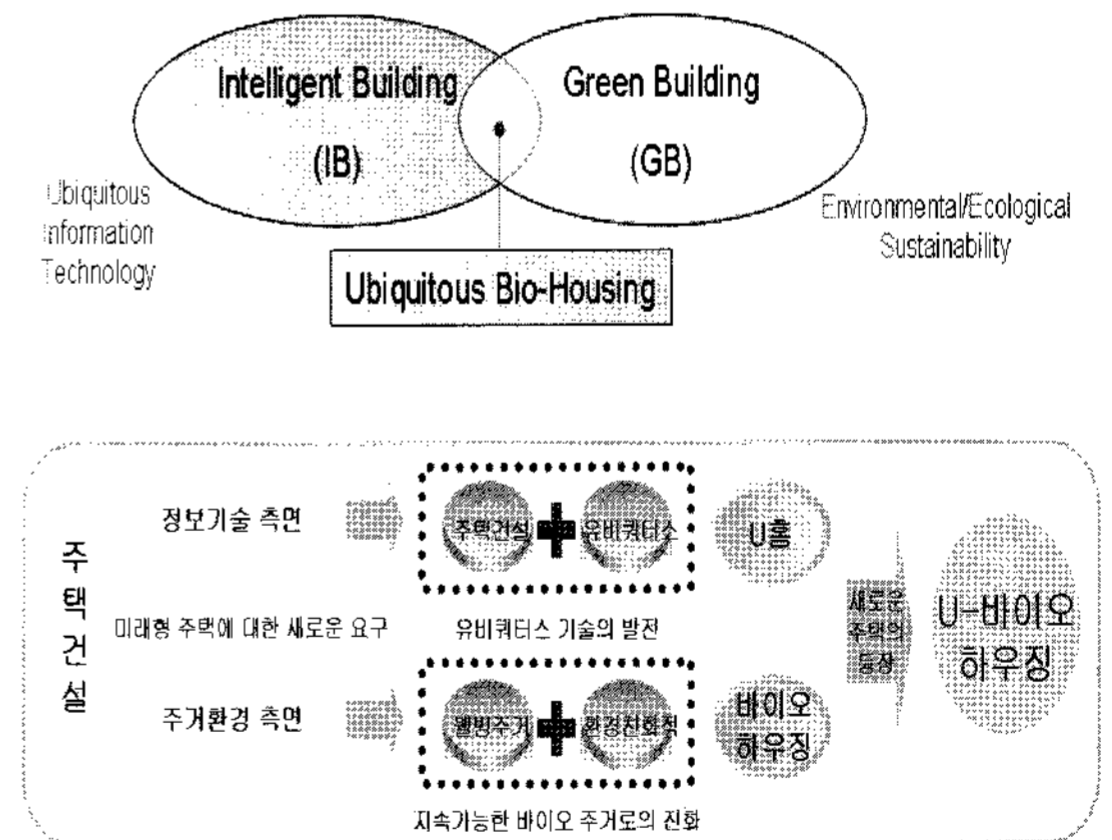 Intelligent Building
(IB)
Green Building
(GB)
Ubiquitous
Information
Technology
Environmental/Ecological
Sustainability
Ubiquitous Bio-Housing
주택건설
정보기술 측면
주택건설
유비쿼터스
U홈
미래형 주택에 대한 새로운 요구
유비쿼터스 기술의 발전
새로운
주택의
등장
U-바이오
하우징
주거환경 측면
웰빙주거
환경친화적
바이오
하우징
지속가능한 바이오 주거로의 진화